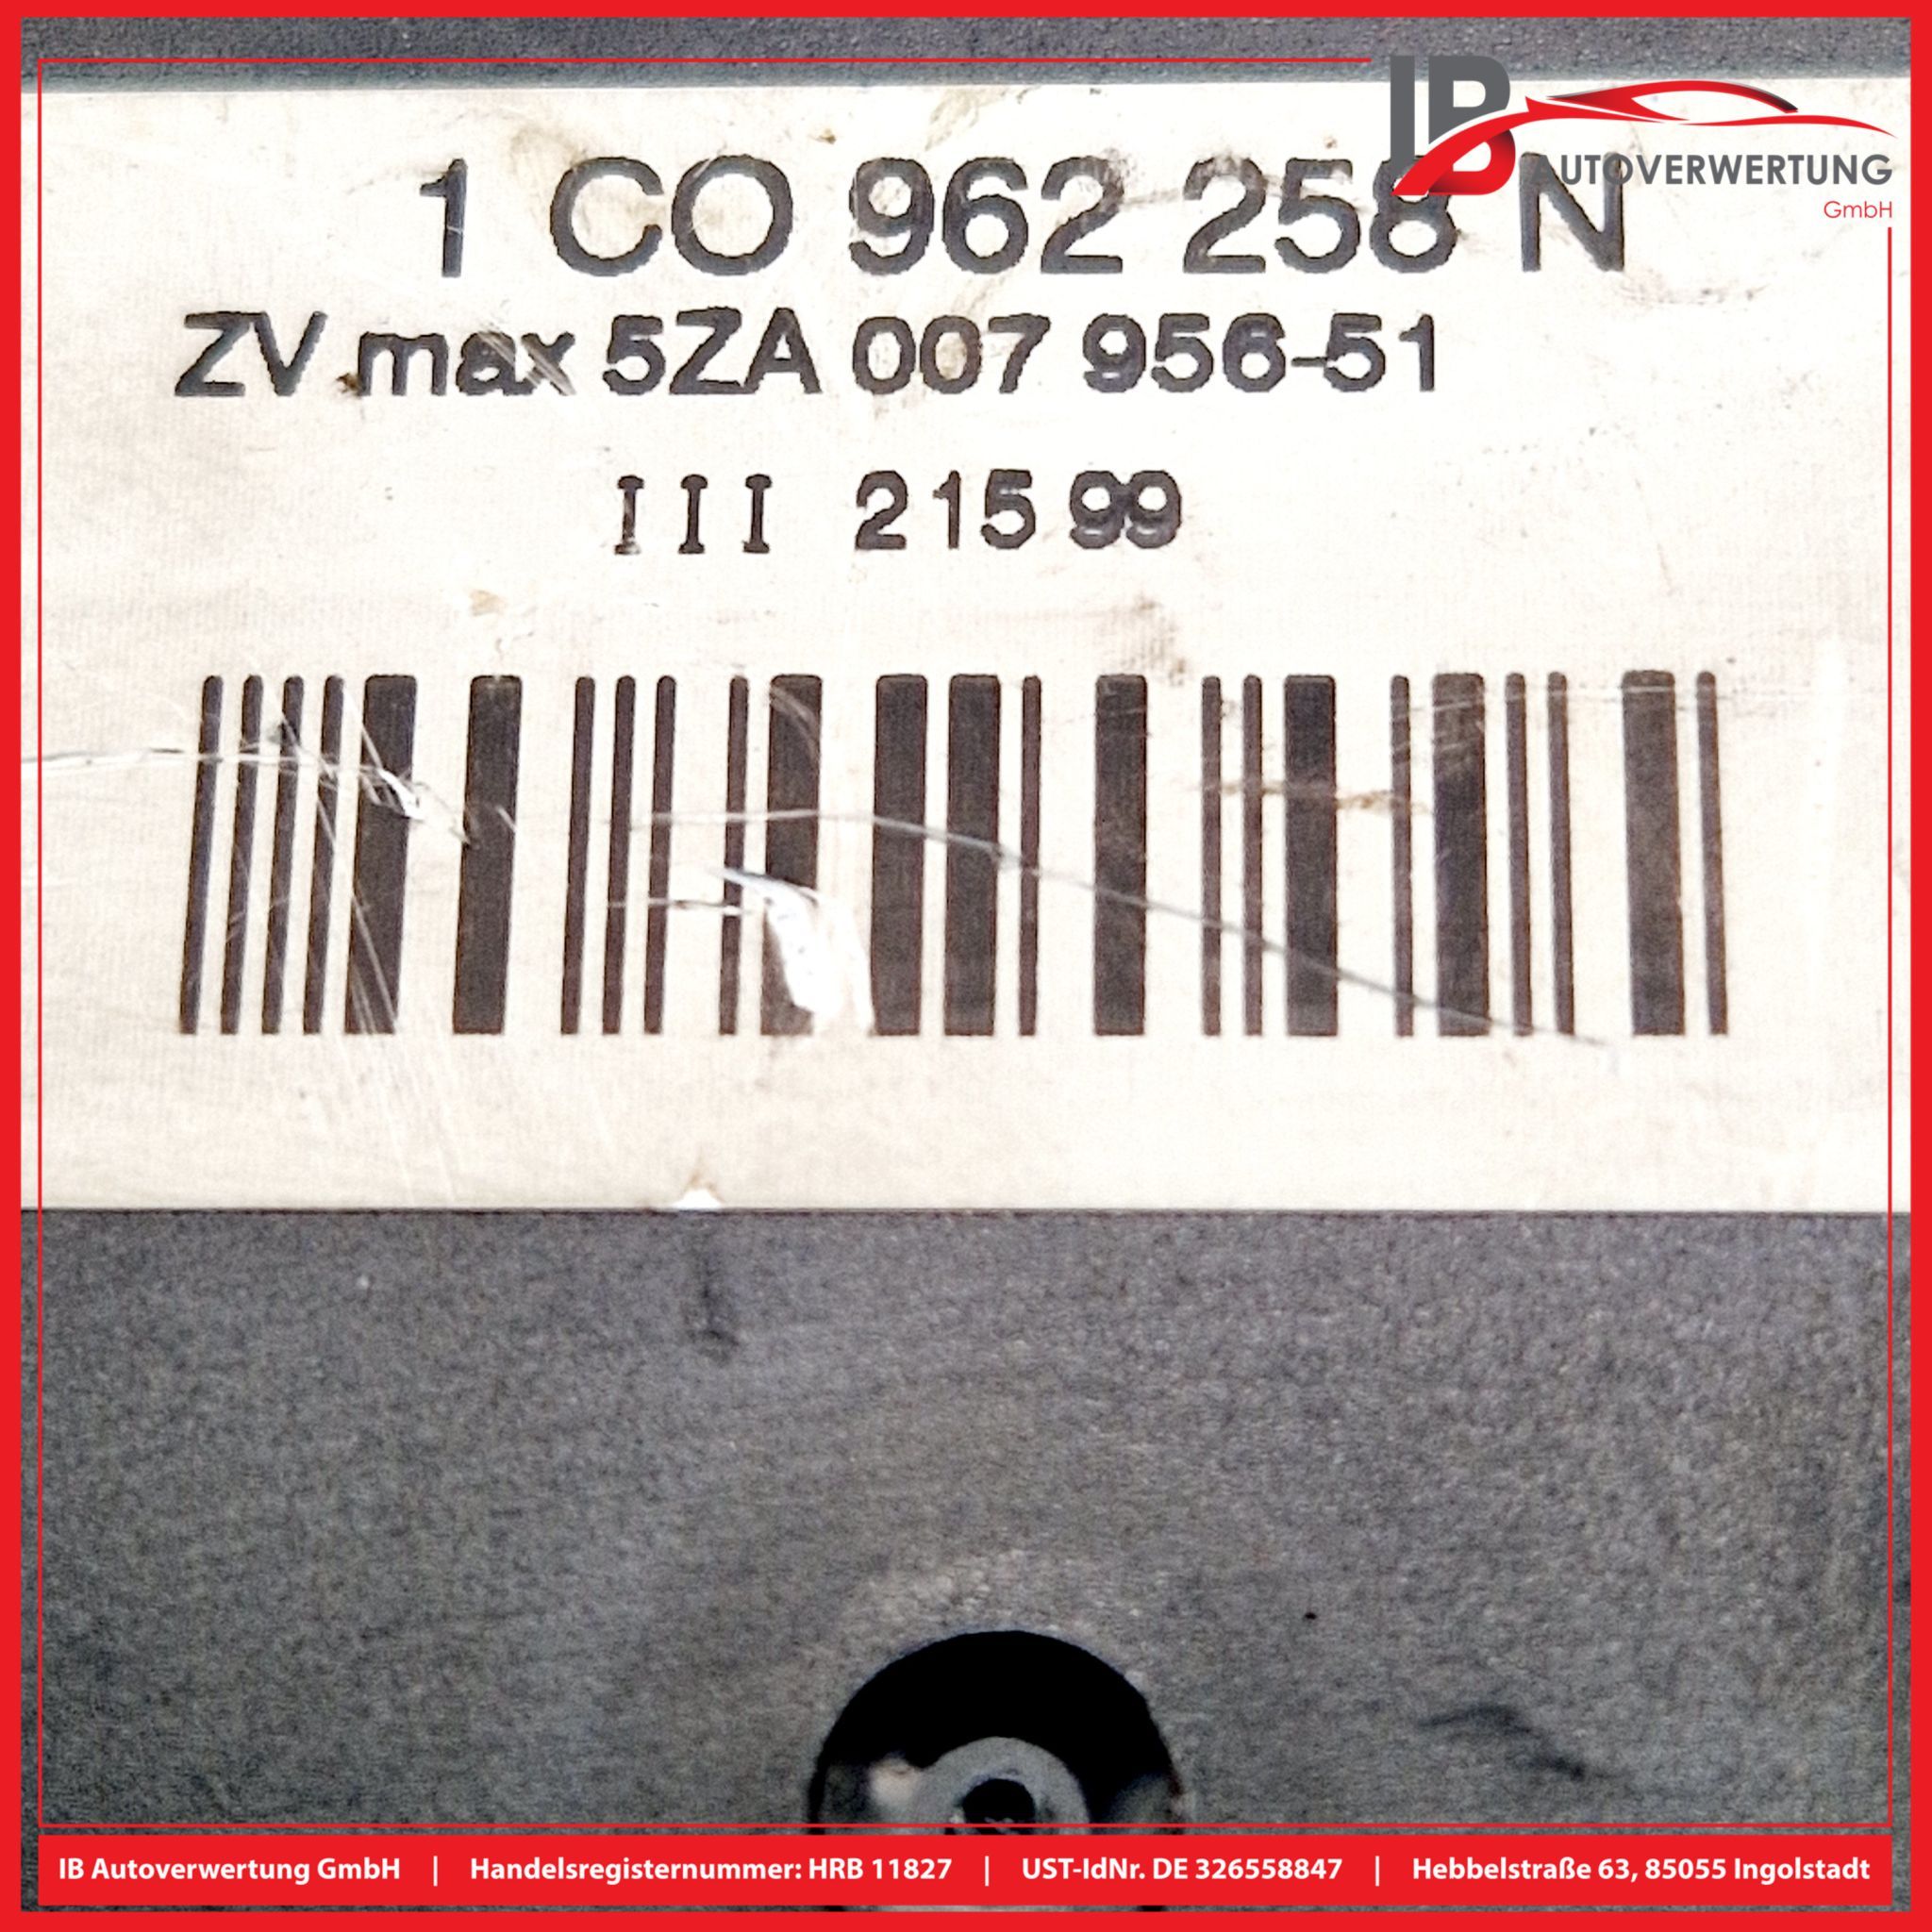 IB
AUTOVERWERTUNG
GmbH
1 CO 962 258 N
ZV max 5ZA 007 956-51
III 215 99
IB Autoverwertung GmbH | Handelsregisternummer: HRB 11827 | UST-IdNr. DE 326558847 | Hebbelstraße 63, 85055 Ingolstadt